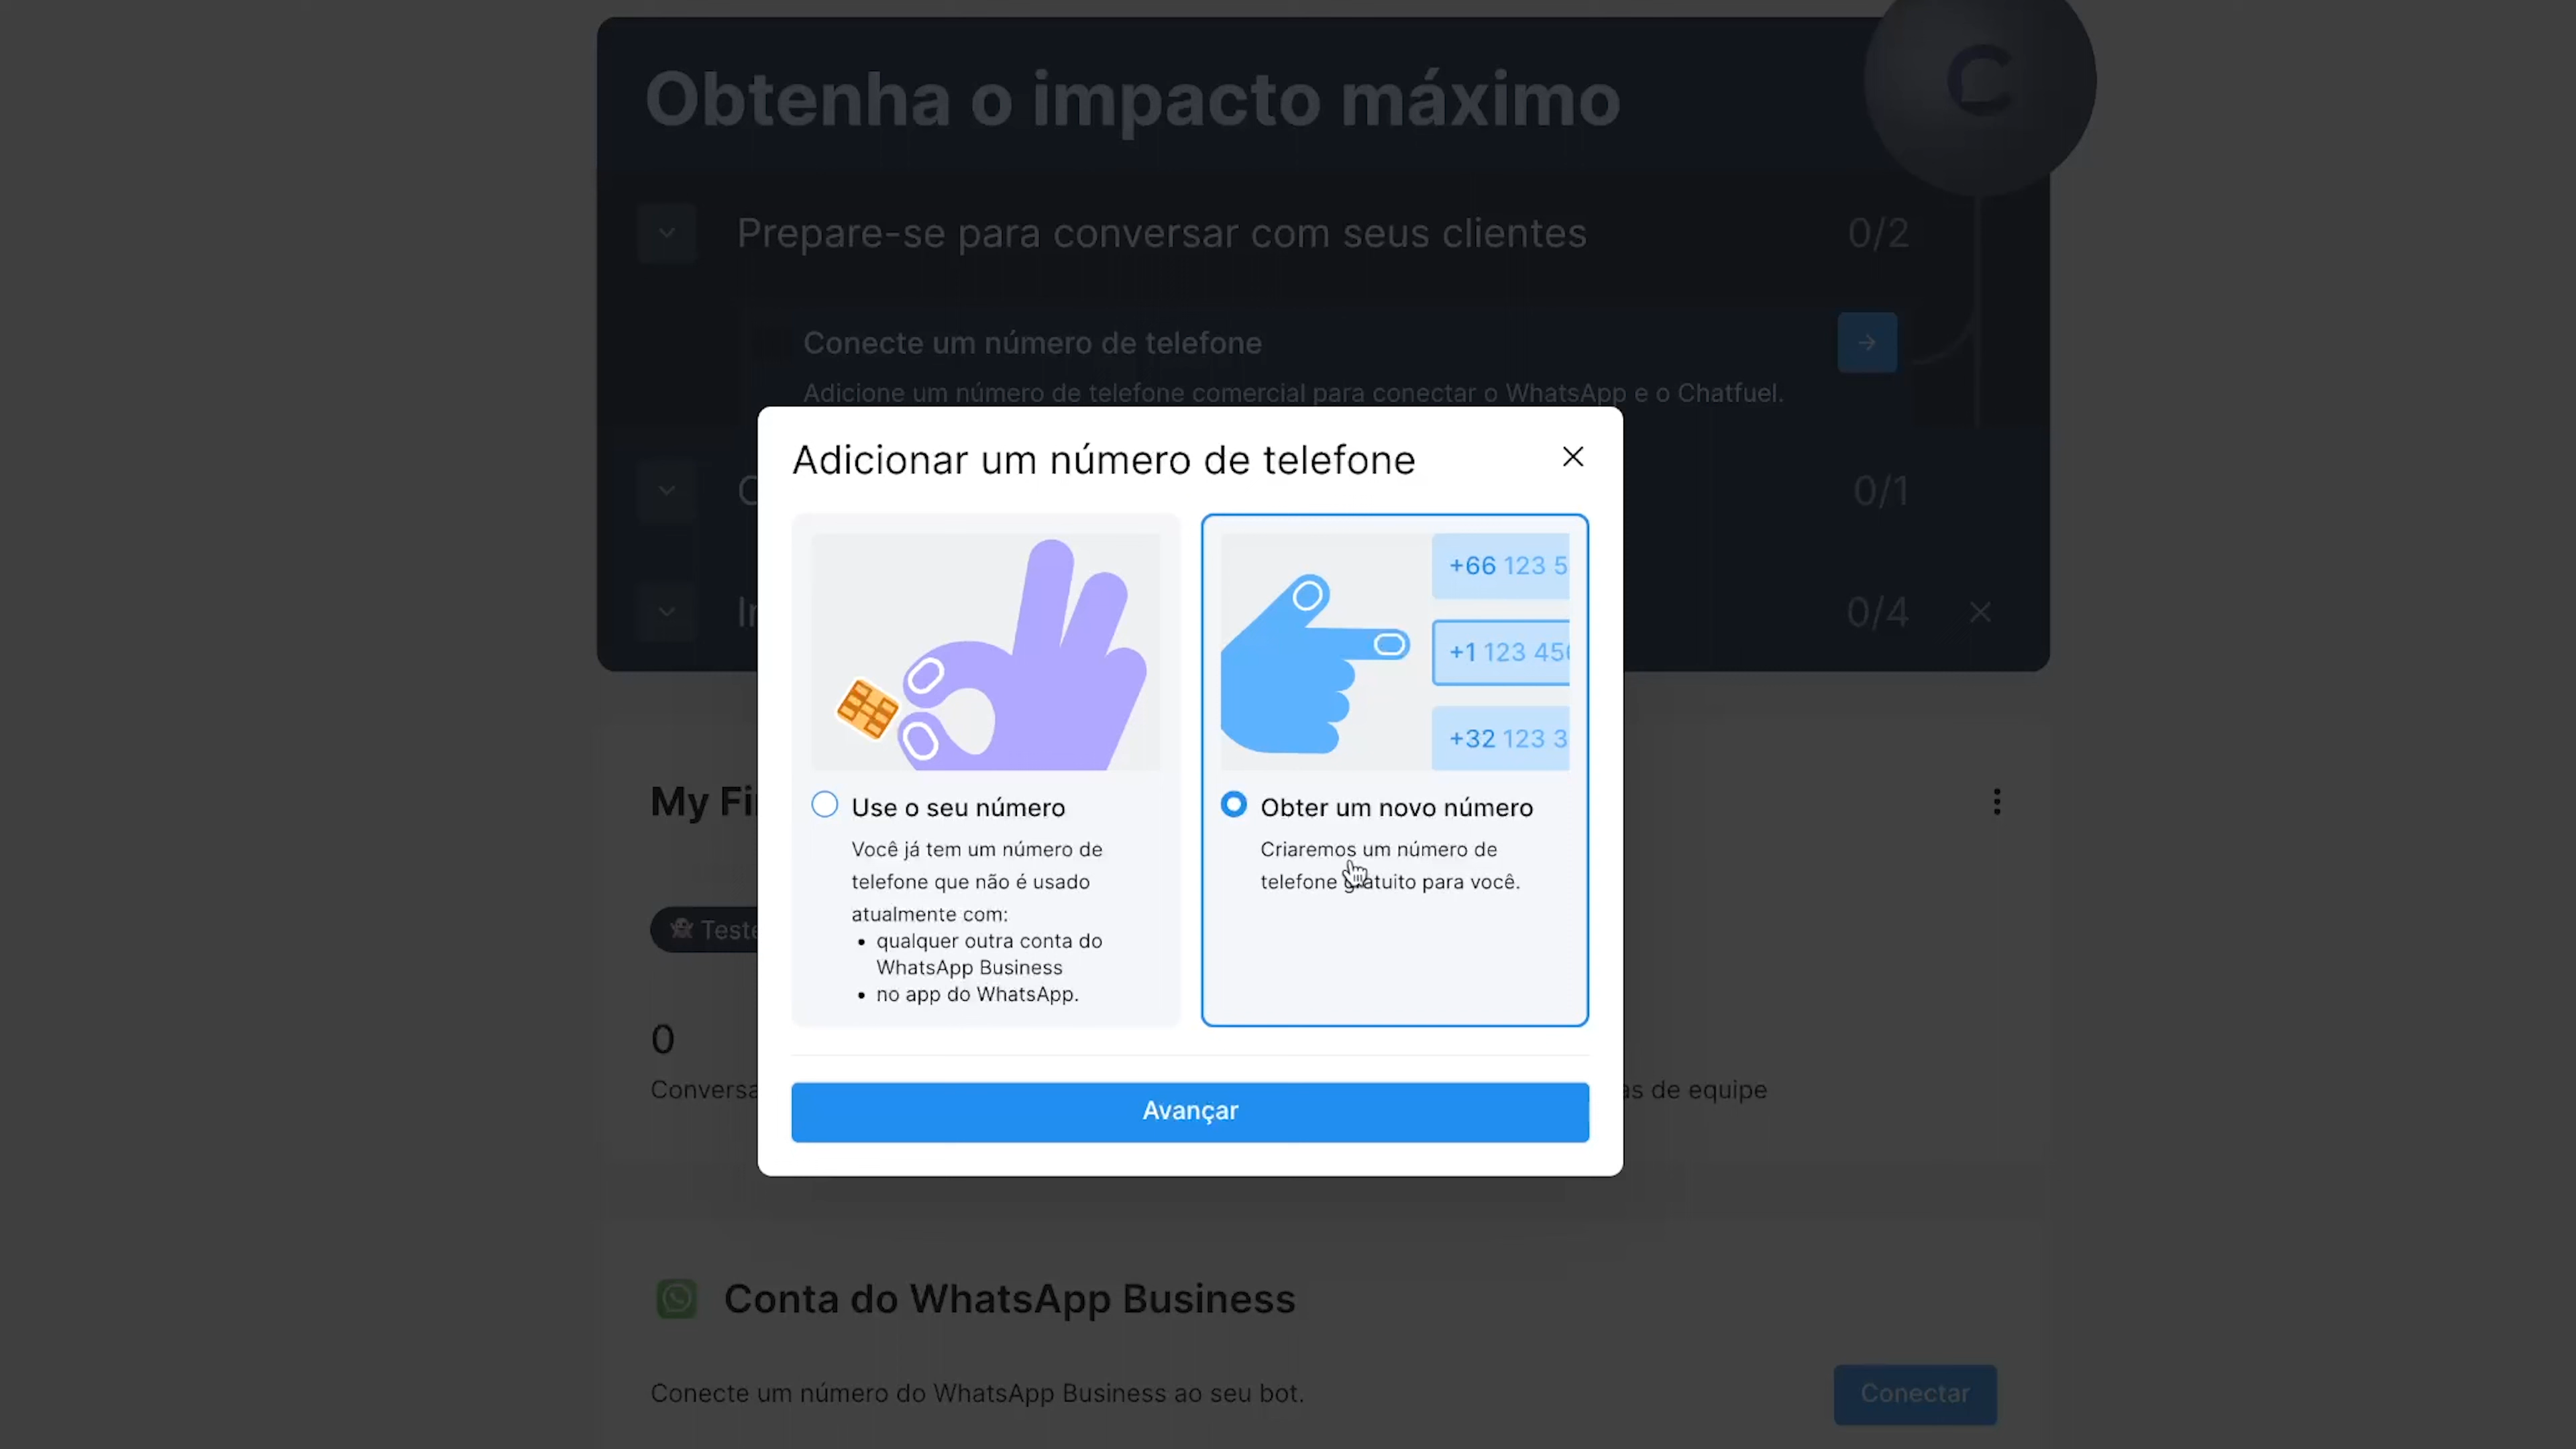 Obtenha o impacto máximo
Prepare-se para conversar com seus clientes
0/2
Conecte um número de telefone
Adicione um número de telefone comercial para conectar o WhatsApp e o Chatfuel.
0/1
0/4
Adicionar um número de telefone
+66 123 5
+1 123 45
+32 123 3
Use o seu número
Você já tem um número de
telefone que não é usado
atualmente com:
• qualquer outra conta do
WhatsApp Business
• no app do WhatsApp.
Obter um novo número
Criaremos um número de
telefone gratuito para você.
Avançar
My Fi
Teste
0
Conversa
as de equipe
Conta do WhatsApp Business
Conecte um número do WhatsApp Business ao seu bot.
Conectar